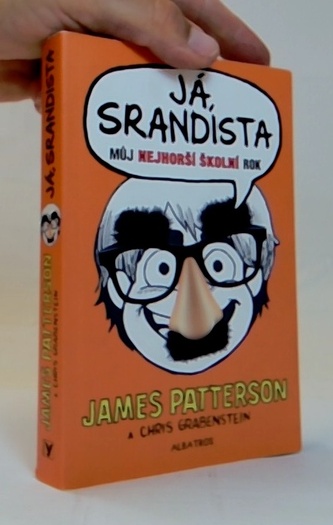 JÁ,
SRANDISTA
MŮJ NEJHORŠÍ ŠKOLNÍ ROK
JAMES PATTERSON
A CHRIS GRABENSTEIN
ALBATROS
JÁ, SRANDISTA
JAMES PATTERSON
A CHRIS GRABENSTEIN